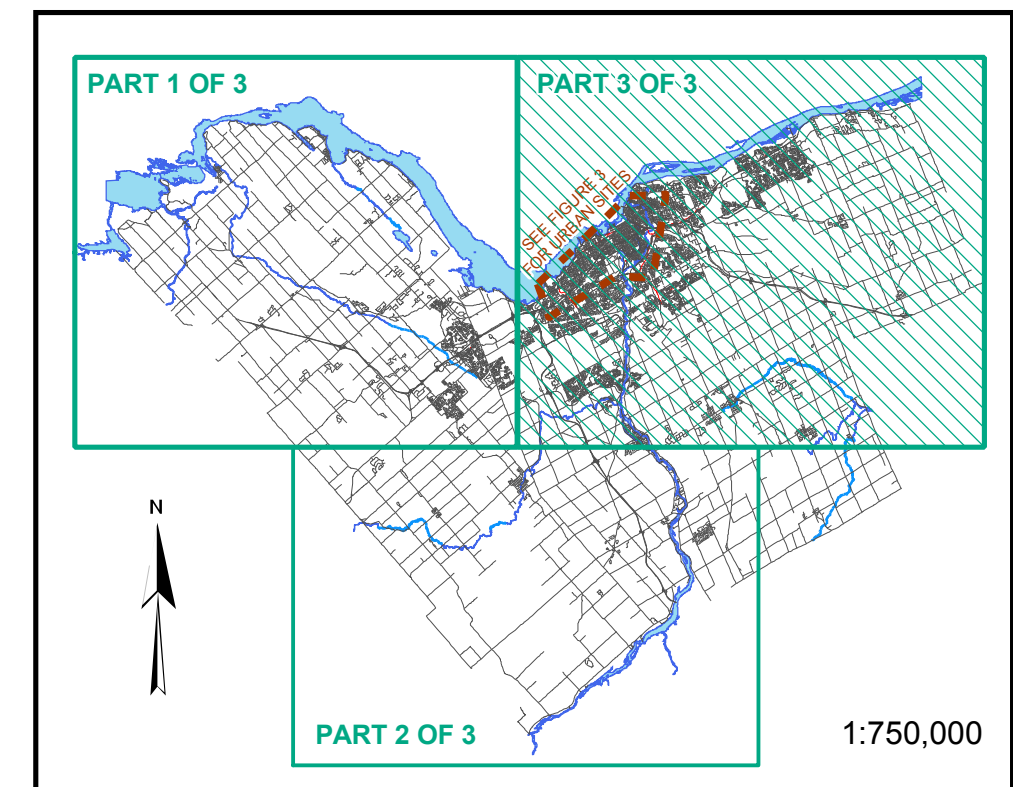 PART 1 OF 3
PART 3 OF 3
SEE FIGURE 3
FOR URBAN SITES
N
PART 2 OF 3
1:750,000